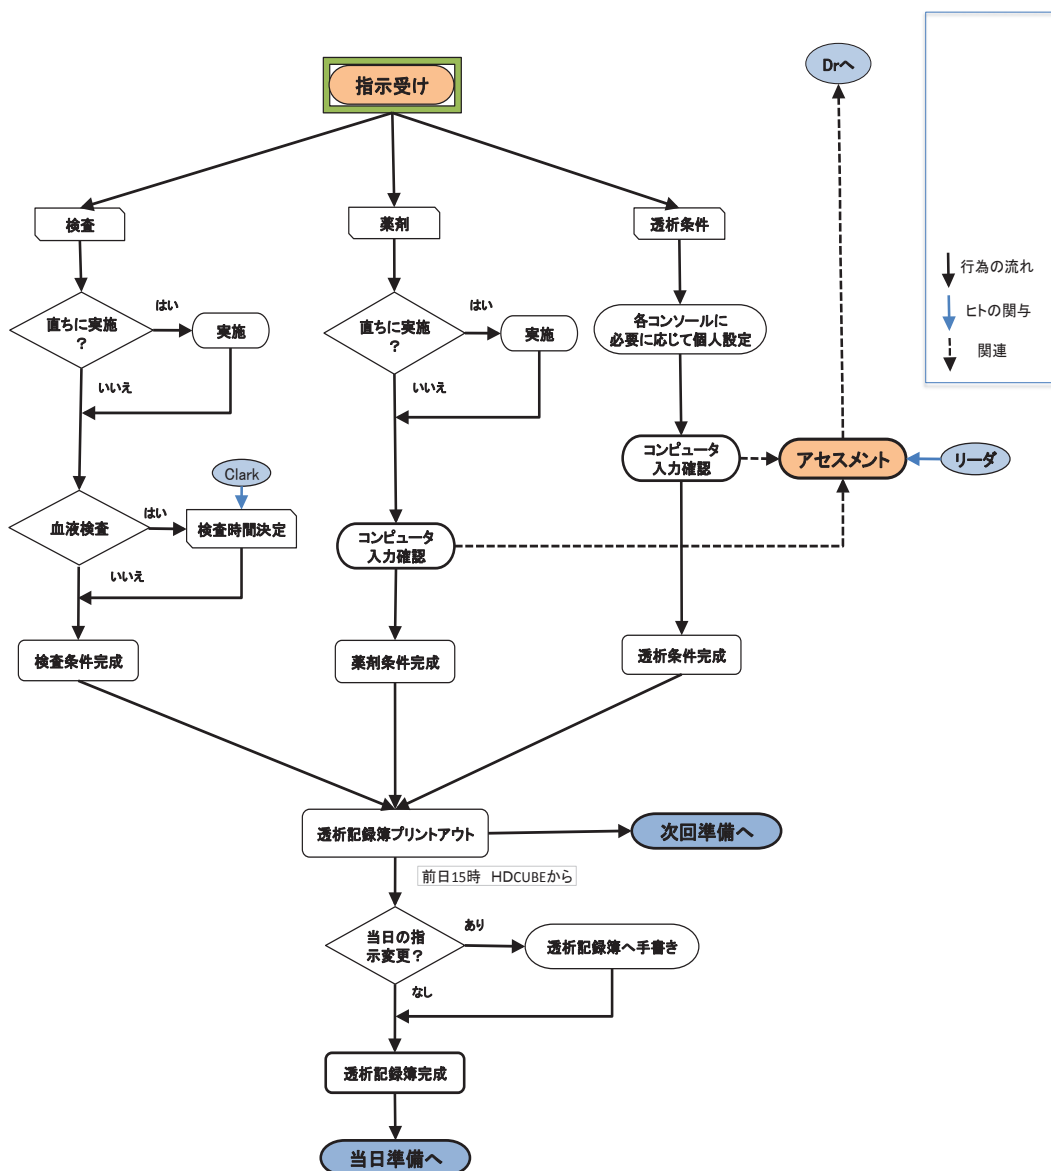 指示受け
Drへ
検査
薬剤
透析条件
行為の流れ
ヒトの関与
関連
直ちに実施
?
はい
実施
いいえ
直ちに実施
?
はい
実施
いいえ
各コンソールに
必要に応じて個人設定
コンピュータ
入力確認
アセスメント
リーダ
Clark
血液検査
はい
検査時間決定
いいえ
コンピュータ
入力確認
検査条件完成
薬剤条件完成
透析条件完成
透析記録簿プリントアウト
次回準備へ
前日15時 HDCUBEから
当日の指
示変更?
あり
透析記録簿へ手書き
なし
透析記録簿完成
当日準備へ